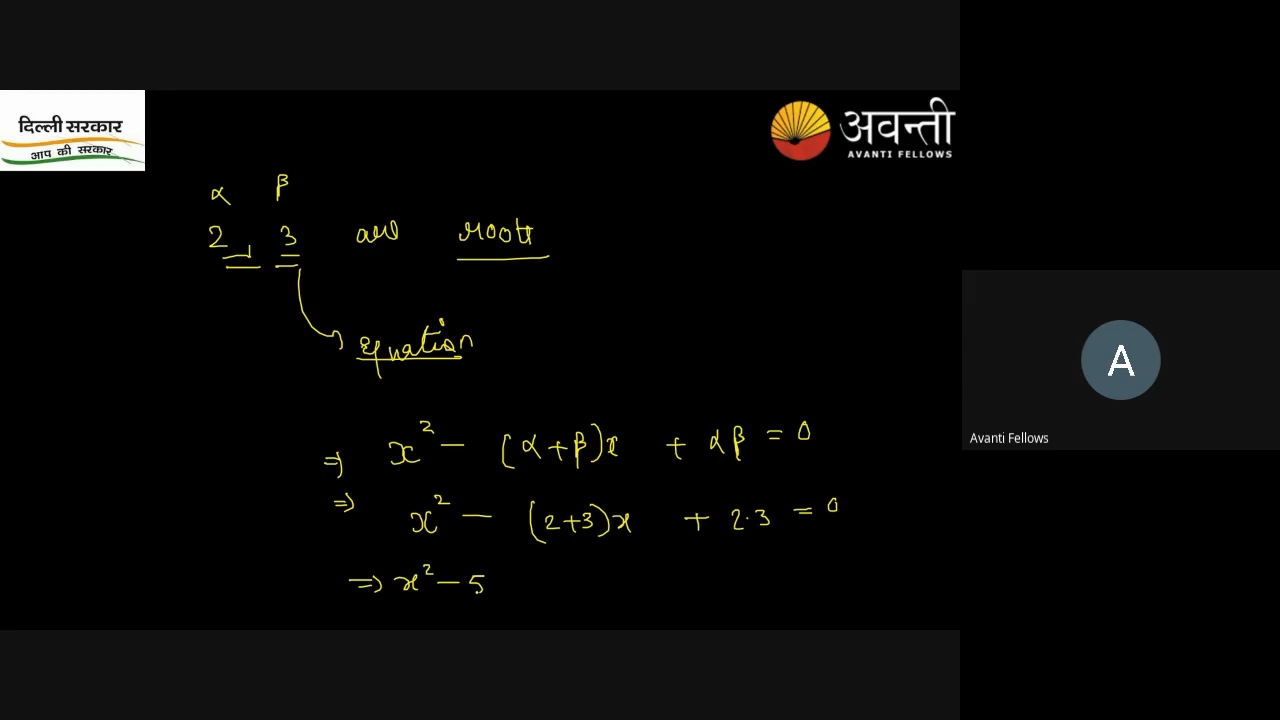 दिल्ली सरकार
आप की सरकार
अवन्ती
AVANTI FELLOWS
α β
2, 3 are roots
equation
⇒ x² − (α+β)x + αβ = 0
⇒ x² − (2+3)x + 2·3 = 0
⇒ x² − 5
A
Avanti Fellows